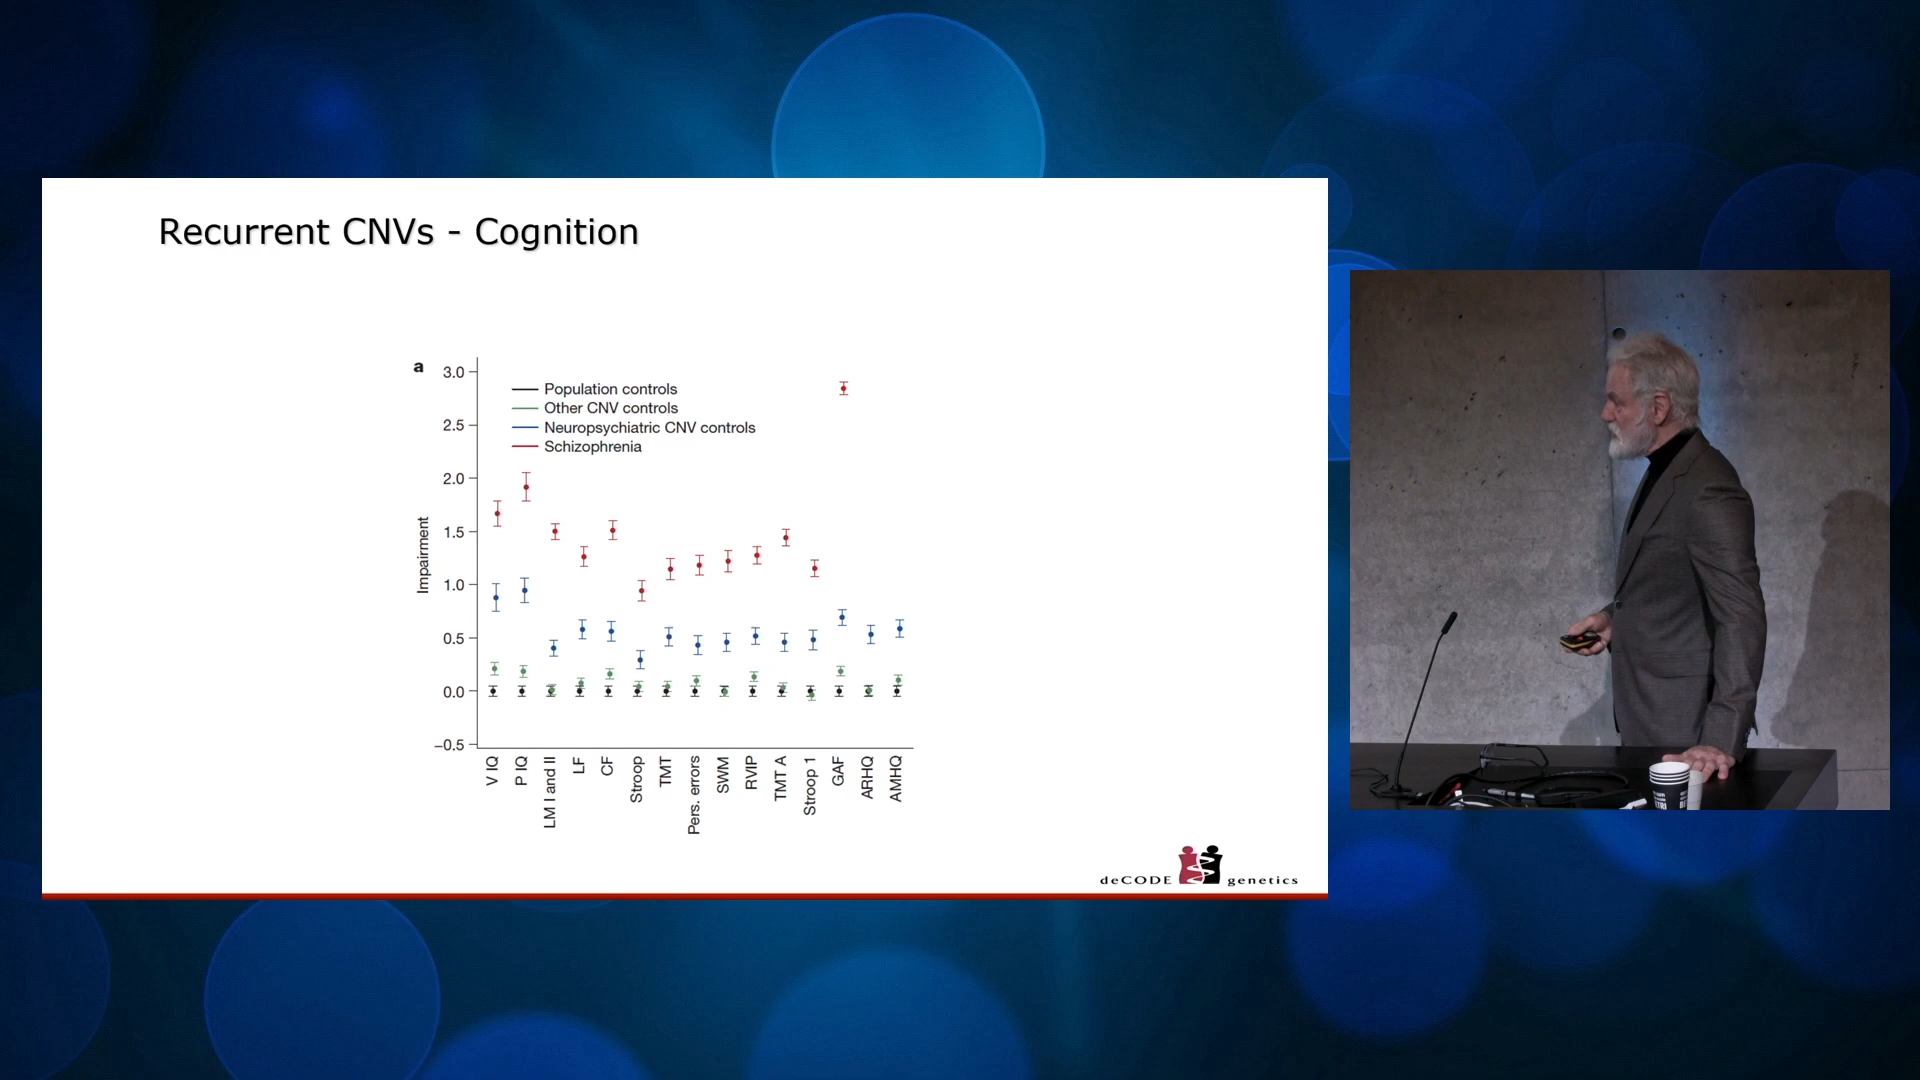 Recurrent CNVs - Cognition
a
3.0
2.5
2.0
1.5
1.0
0.5
0.0
−0.5
Impairment
Population controls
Other CNV controls
Neuropsychiatric CNV controls
Schizophrenia
V IQ
P IQ
LM I and II
LF
CF
Stroop
TMT
Pers. errors
SWM
RVIP
TMT A
Stroop 1
GAF
ARHQ
AMHQ
deCODE genetics